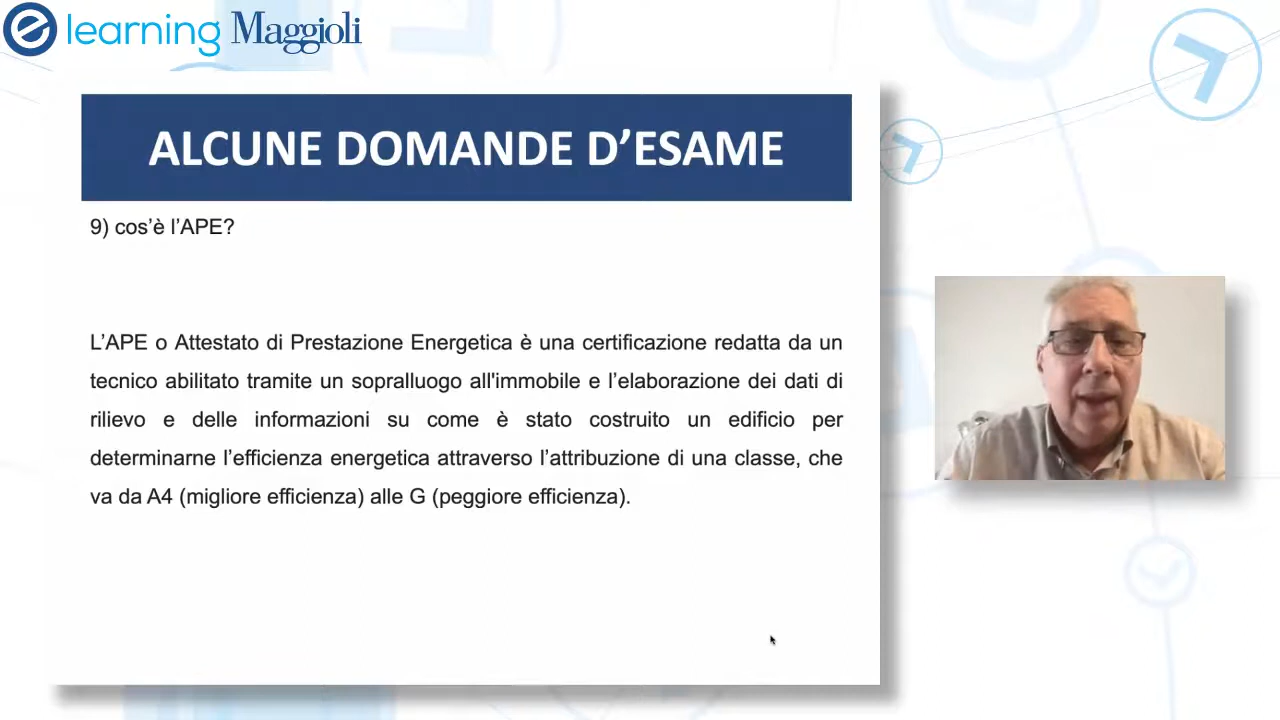 e learning Maggioli
ALCUNE DOMANDE D’ESAME
9) cos’è l’APE?
L’APE o Attestato di Prestazione Energetica è una certificazione redatta da un
tecnico abilitato tramite un sopralluogo all'immobile e l’elaborazione dei dati di
rilievo e delle informazioni su come è stato costruito un edificio per
determinarne l’efficienza energetica attraverso l’attribuzione di una classe, che
va da A4 (migliore efficienza) alle G (peggiore efficienza).